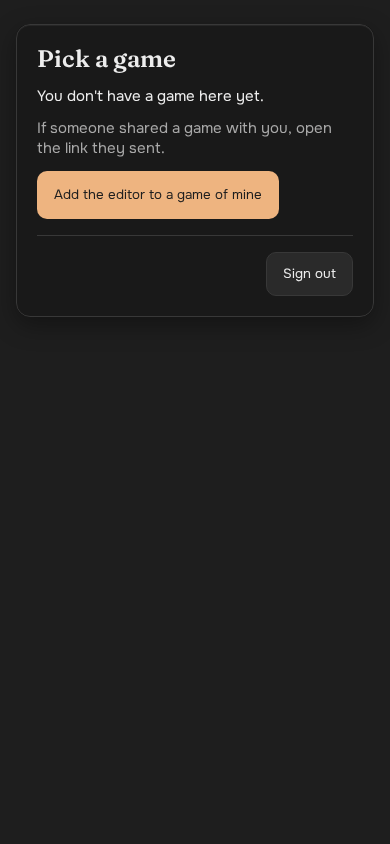 Pick a game
You don't have a game here yet.
If someone shared a game with you, open
the link they sent.
Add the editor to a game of mine
Sign out